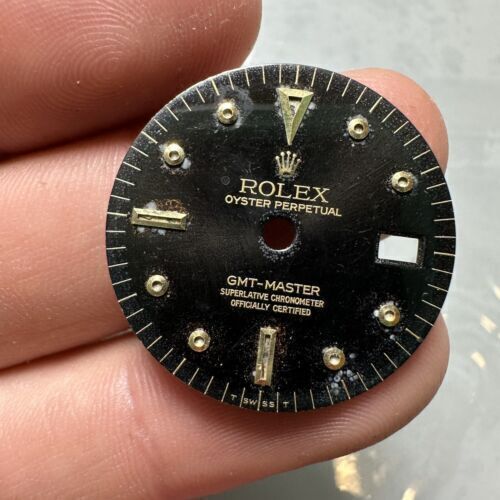 ROLEX
OYSTER PERPETUAL
GMT-MASTER
SUPERLATIVE CHRONOMETER
OFFICIALLY CERTIFIED
T SWISS T